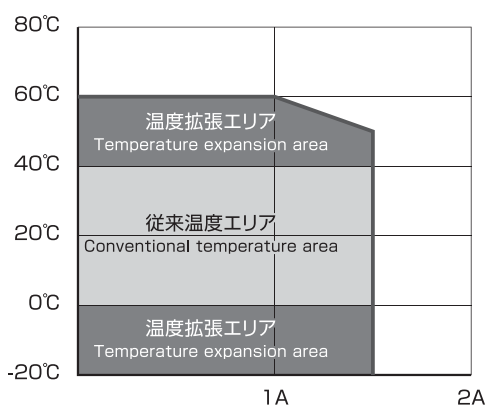 80℃
60℃
温度拡張エリア
Temperature expansion area
40℃
従来温度エリア
20℃
Conventional temperature area
0℃
温度拡張エリア
Temperature expansion area
-20℃
1A
2A